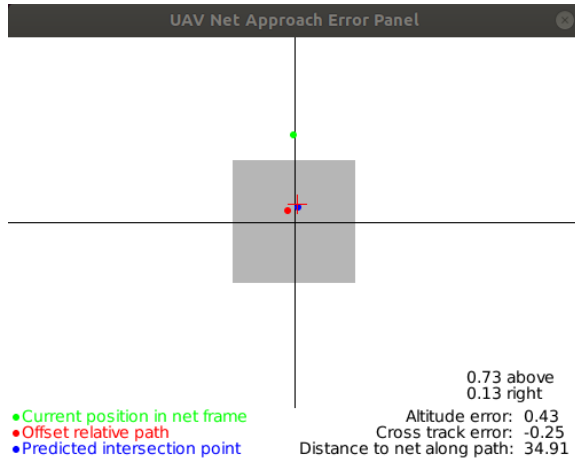 UAV Net Approach Error Panel
0.73 above
0.13 right
Current position in net frame
Altitude error: 0.43
Offset relative path
Cross track error: -0.25
Predicted intersection point
Distance to net along path: 34.91